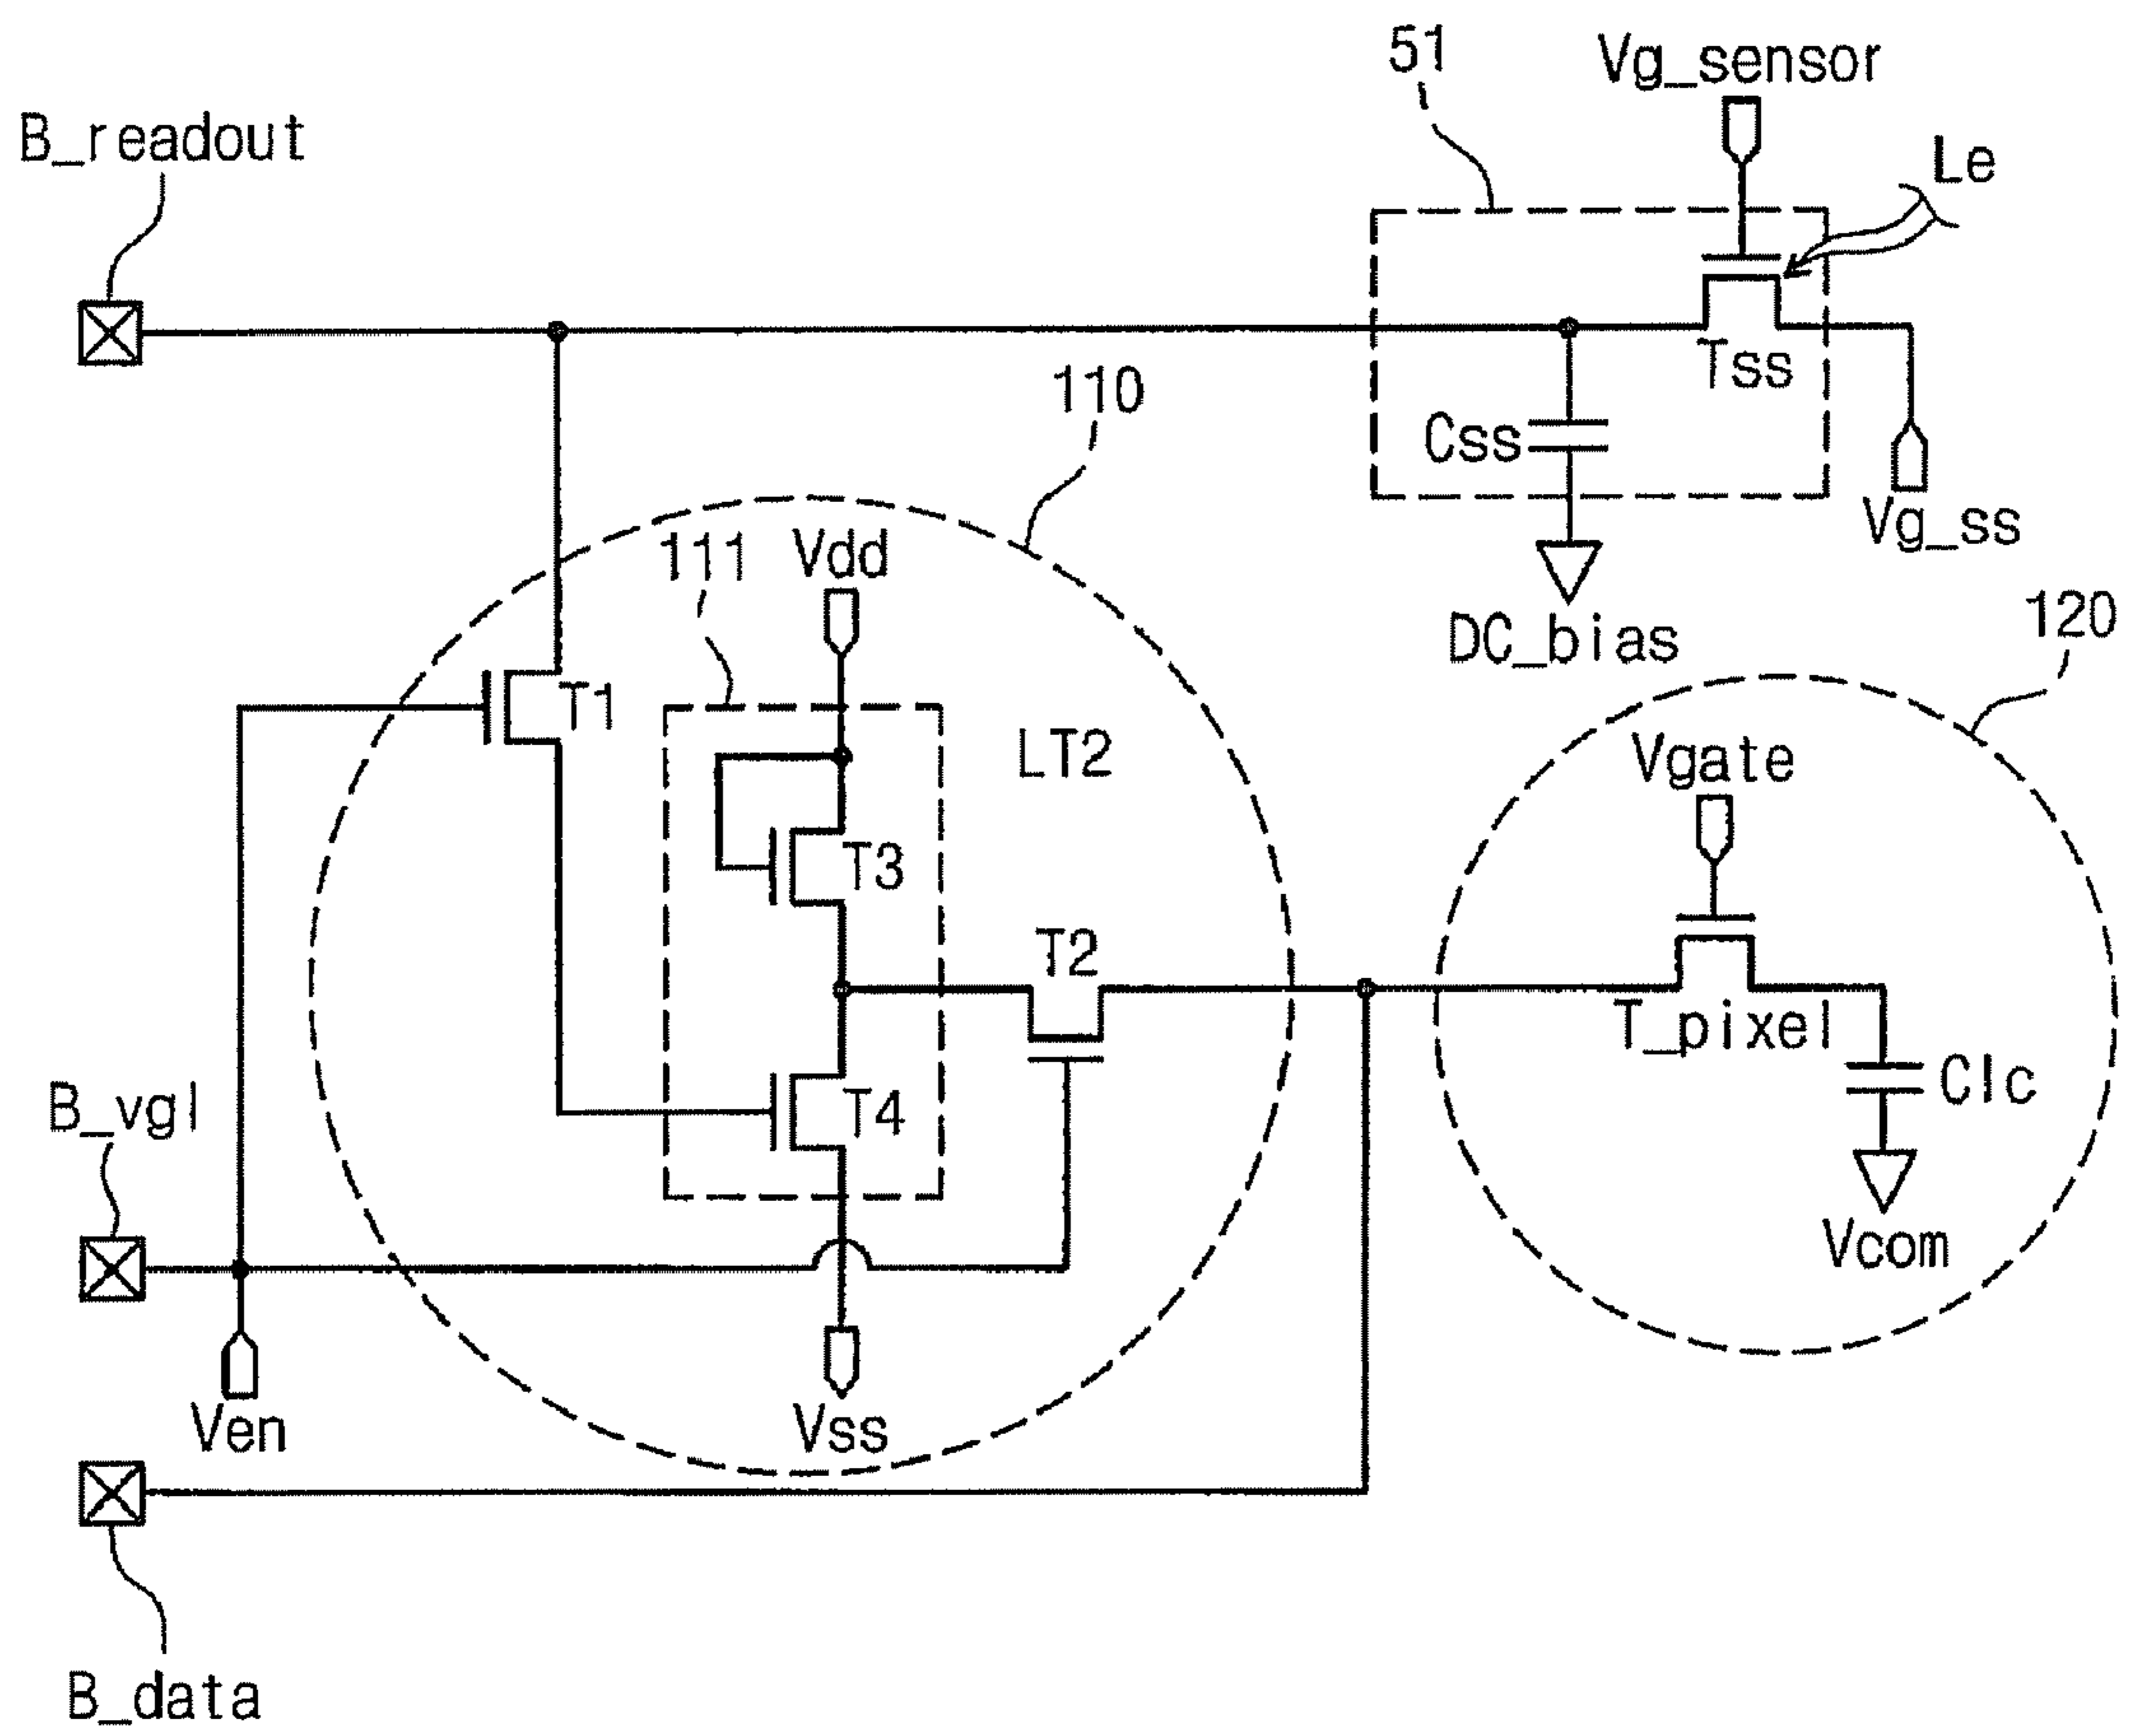 51
Vg_sensor
B_readout
Le
Tss
110
Css
Vg_ss
111
Vdd
DC_bias
120
T1
LT2
Vgate
T3
T2
T_pixel
Clc
B_vgl
T4
Vcom
Ven
Vss
B_data